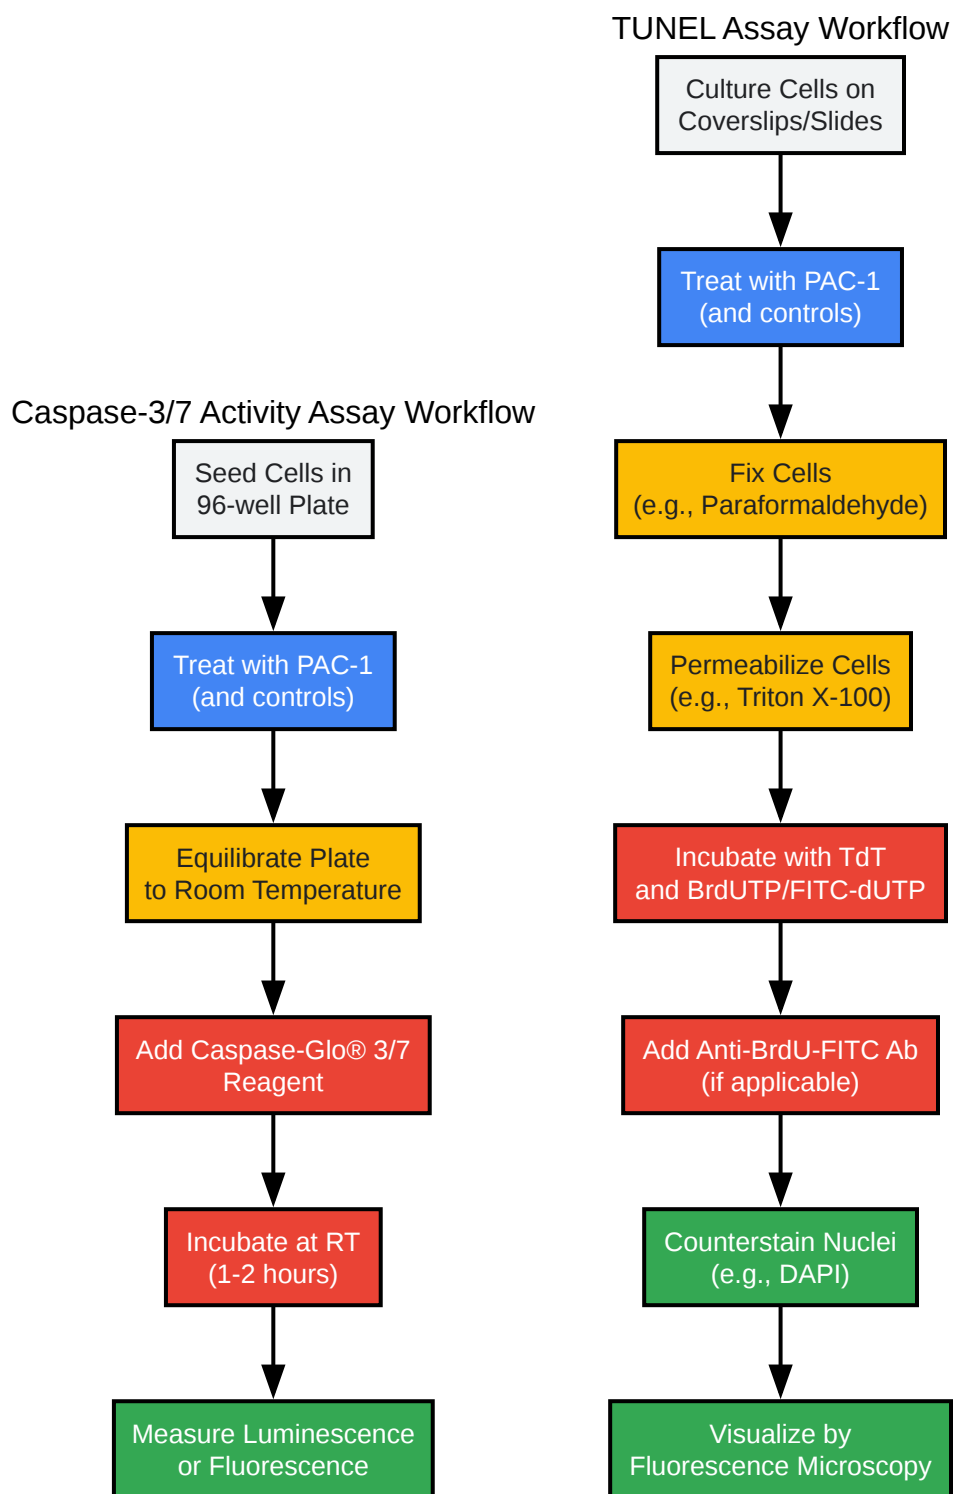 TUNEL Assay Workflow
Culture Cells on
Coverslips/Slides
Treat with PAC-1
(and controls)
Fix Cells
(e.g., Paraformaldehyde)
Permeabilize Cells
(e.g., Triton X-100)
Incubate with TdT
and BrdUTP/FITC-dUTP
Add Anti-BrdU-FITC Ab
(if applicable)
Counterstain Nuclei
(e.g., DAPI)
Visualize by
Fluorescence Microscopy
Caspase-3/7 Activity Assay Workflow
Seed Cells in
96-well Plate
Treat with PAC-1
(and controls)
Equilibrate Plate
to Room Temperature
Add Caspase-Glo® 3/7
Reagent
Incubate at RT
(1-2 hours)
Measure Luminescence
or Fluorescence